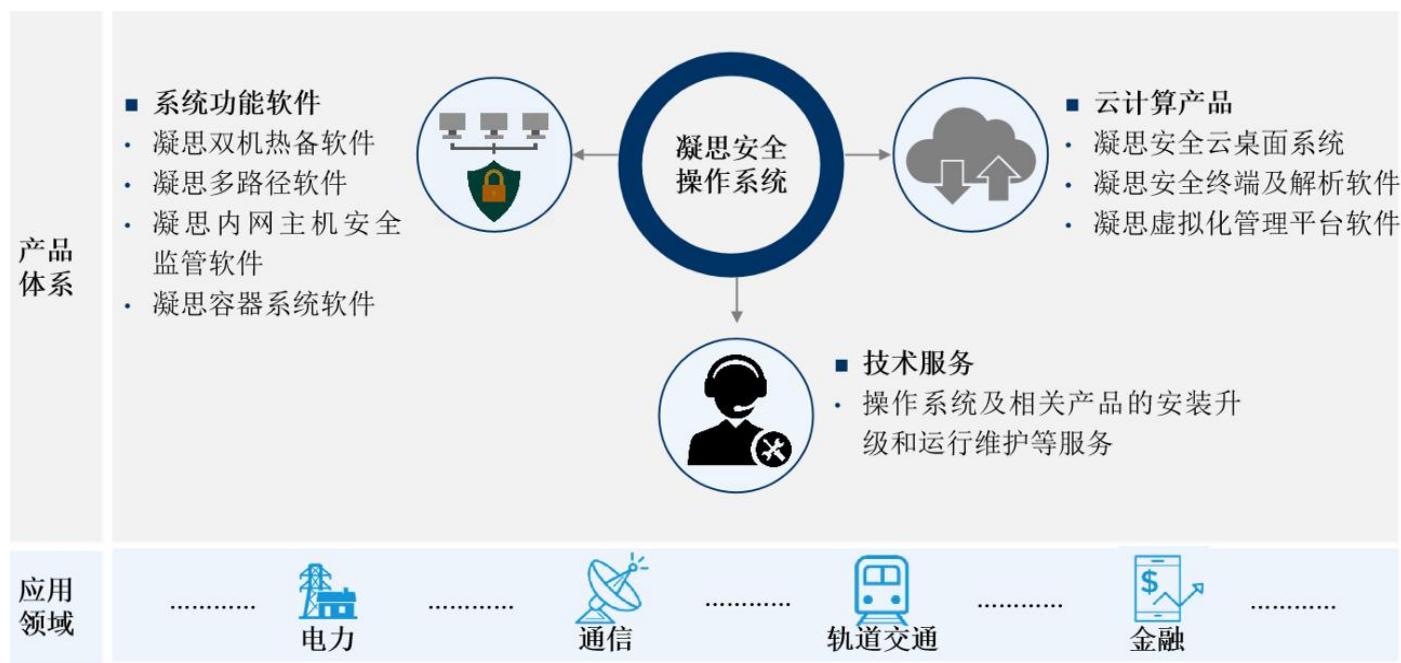 产品
体系
■ 系统功能软件
· 凝思双机热备软件
· 凝思多路径软件
· 凝思内网主机安全
监管软件
· 凝思容器系统软件
凝思安全
操作系统
■ 云计算产品
· 凝思安全云桌面系统
· 凝思安全终端及解析软件
· 凝思虚拟化管理平台软件
■ 技术服务
· 操作系统及相关产品的安装升
级和运行维护等服务
应用
领域
............ 电力 ............ 通信 ............ 轨道交通 ............ $ 金融 ............